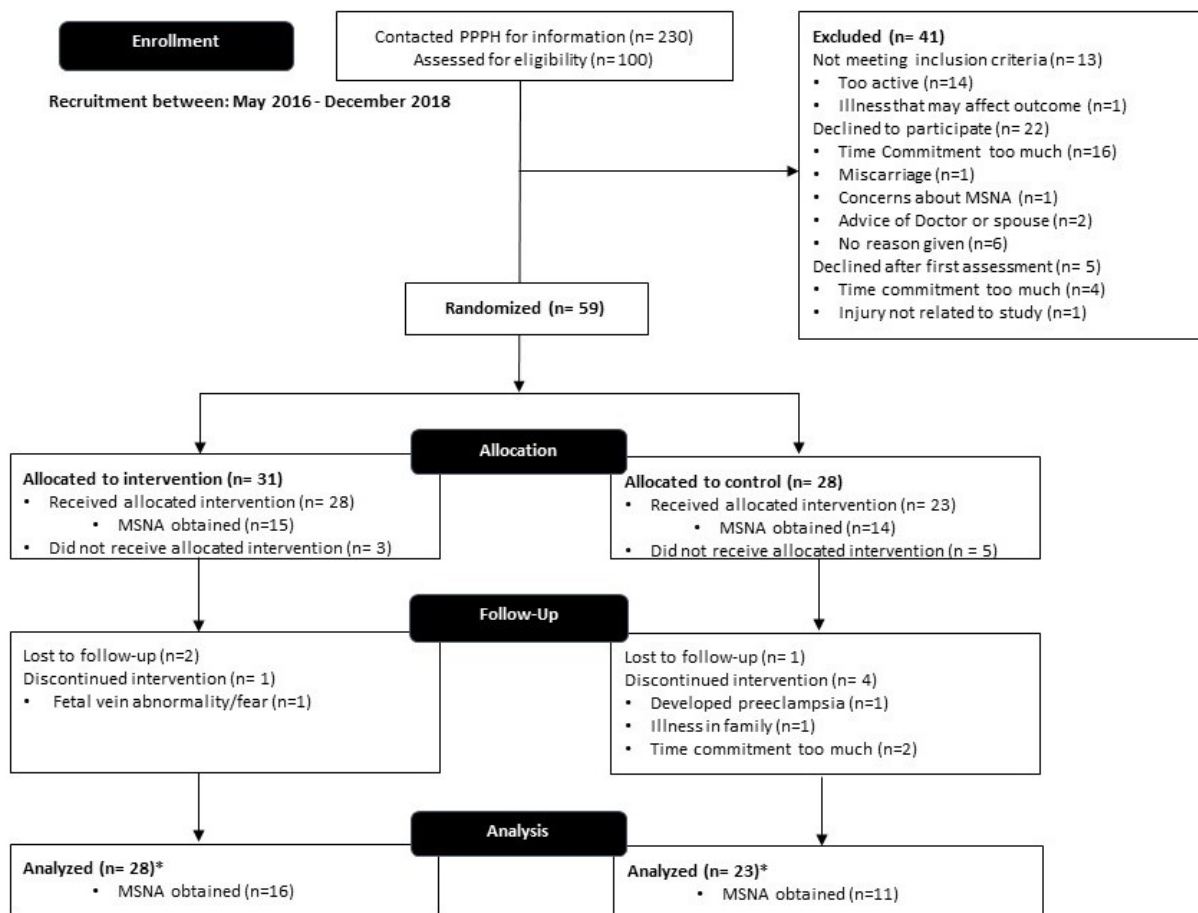 Enrollment
Contacted PPPH for information (n= 230)
Assessed for eligibility (n=100)
Recruitment between: May 2016 - December 2018
Excluded (n= 41)
Not meeting inclusion criteria (n= 13)
• Too active (n=14)
• Illness that may affect outcome (n=1)
Declined to participate (n= 22)
• Time Commitment too much (n=16)
• Miscarriage (n=1)
• Concerns about MSNA (n=1)
• Advice of Doctor or spouse (n=2)
• No reason given (n=6)
Declined after first assessment (n= 5)
• Time commitment too much (n=4)
• Injury not related to study (n=1)
Randomized (n= 59)
Allocation
Allocated to intervention (n= 31)
• Received allocated intervention (n= 28)
• MSNA obtained (n=15)
• Did not receive allocated intervention (n= 3)
Allocated to control (n= 28)
• Received allocated intervention (n= 23)
• MSNA obtained (n=14)
• Did not receive allocated intervention (n = 5)
Follow-Up
Lost to follow-up (n=2)
Discontinued intervention (n= 1)
• Fetal vein abnormality/fear (n=1)
Lost to follow-up (n= 1)
Discontinued intervention (n= 4)
• Developed preeclampsia (n=1)
• Illness in family (n=1)
• Time commitment too much (n=2)
Analysis
Analyzed (n= 28)*
• MSNA obtained (n=16)
Analyzed (n= 23)*
• MSNA obtained (n=11)